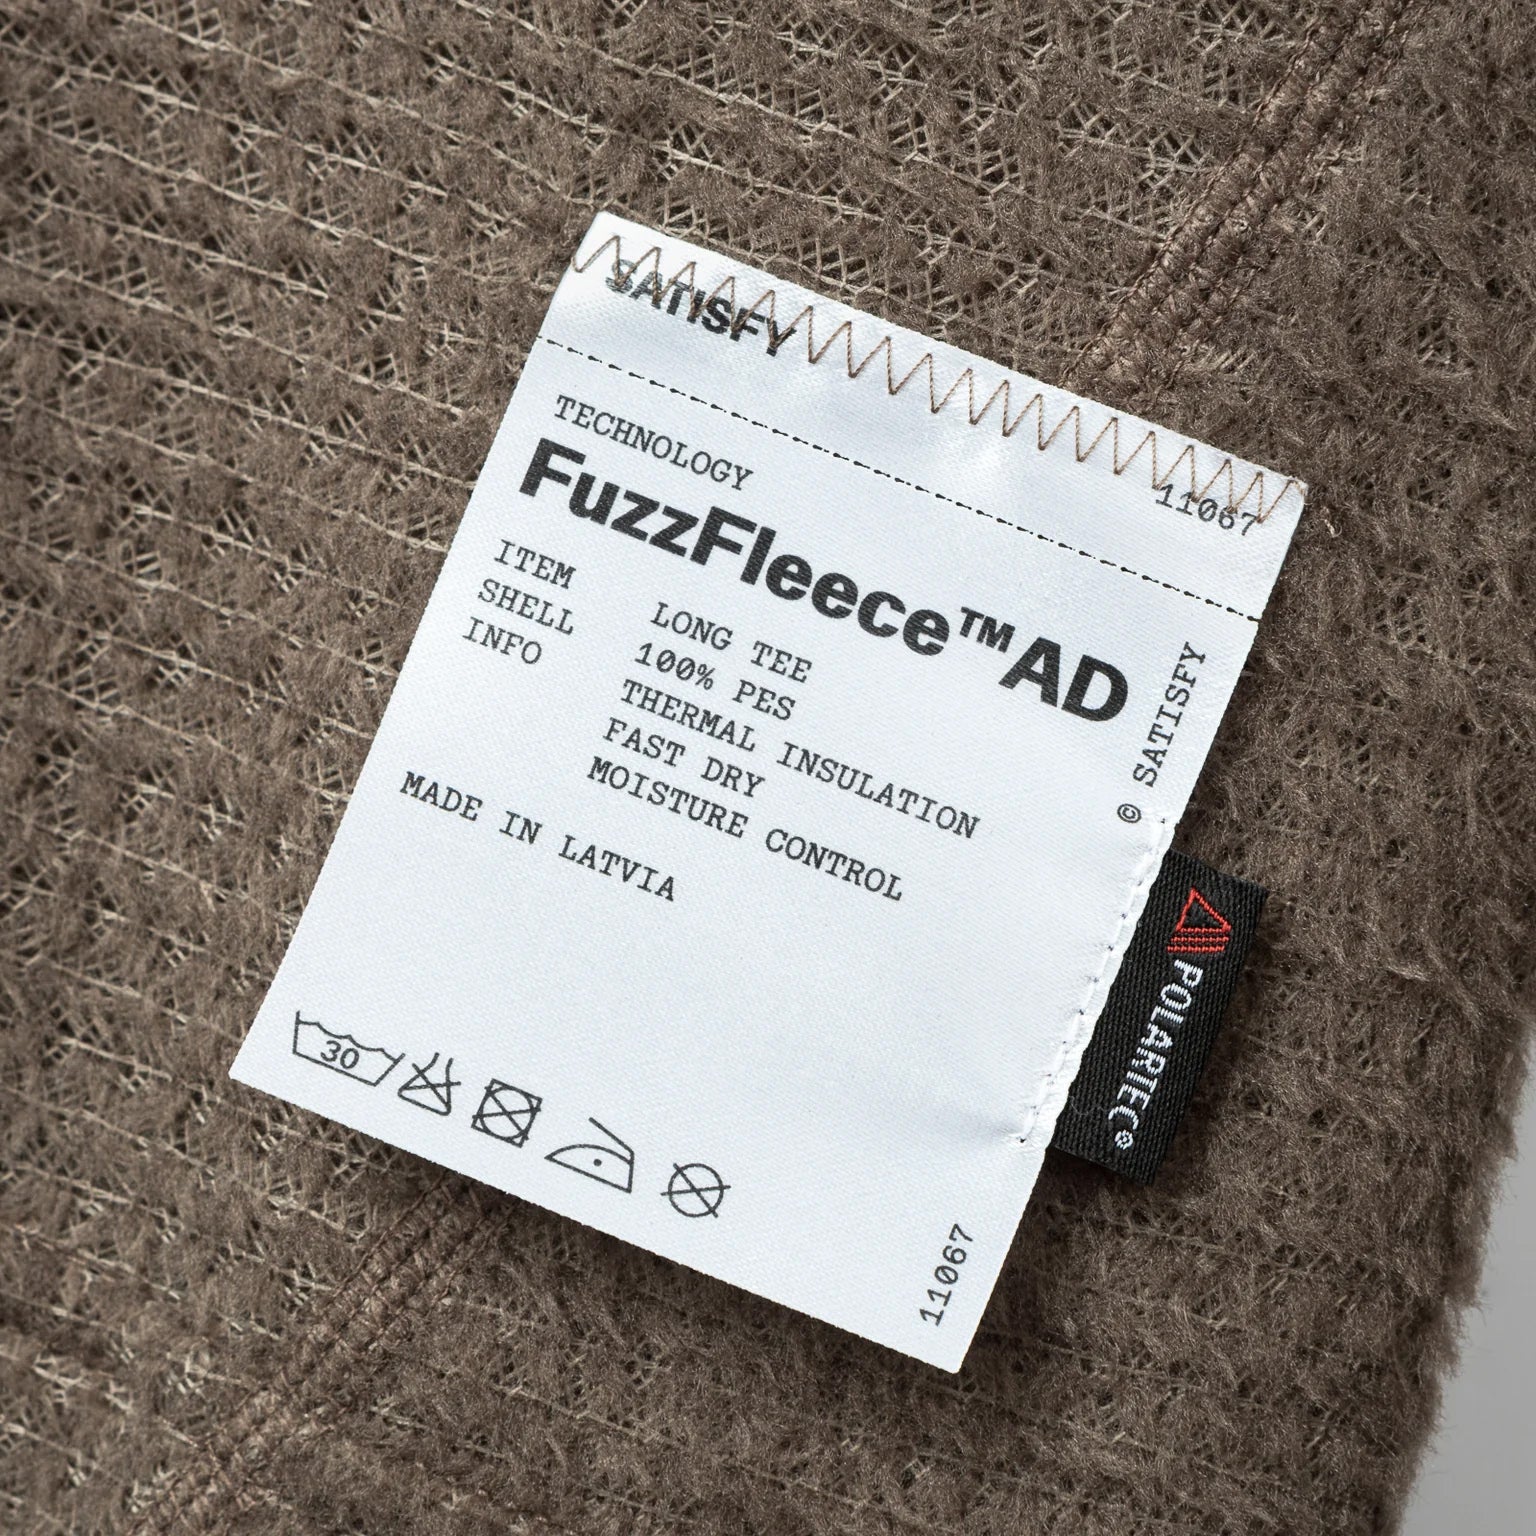 SATISFY
11067
TECHNOLOGY
FuzzFleece™AD
ITEM LONG TEE
SHELL 100% PES
INFO THERMAL INSULATION
FAST DRY
MOISTURE CONTROL
MADE IN LATVIA
© SATISFY
POLARTEC®
30
11067